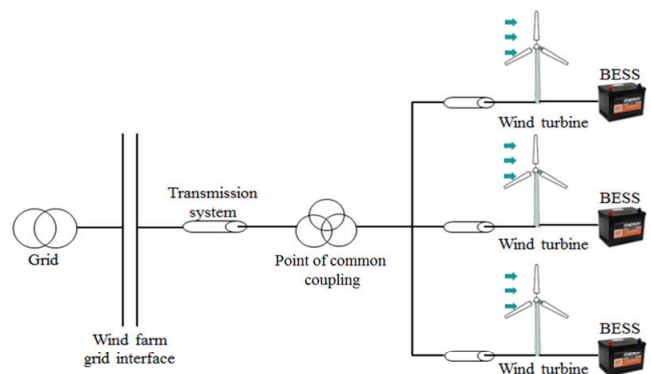 BESS
Wind turbine
Transmission
system
BESS
Grid
Wind turbine
Point of common
coupling
Wind farm
grid interface
BESS
Wind turbine